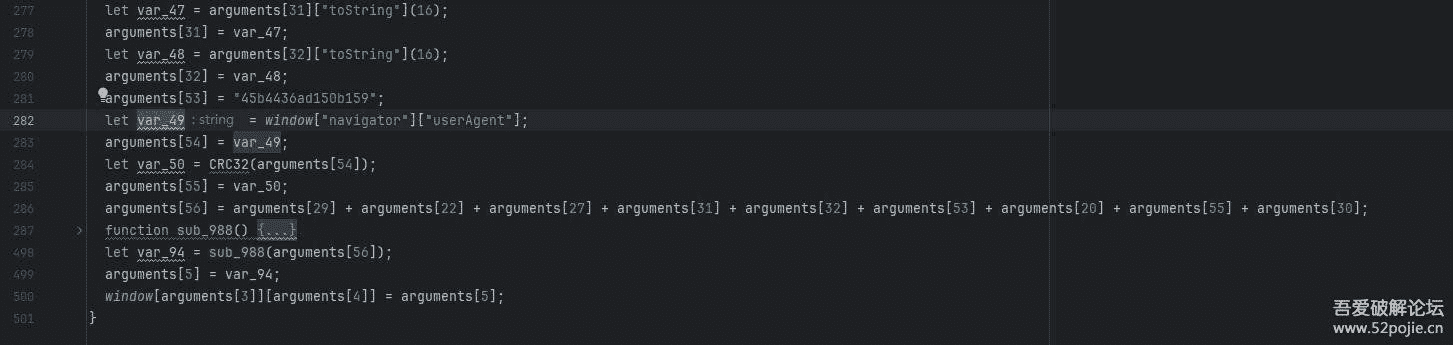 277 let var_47 = arguments[31]["toString"](16);
278 arguments[31] = var_47;
279 let var_48 = arguments[32]["toString"](16);
280 arguments[32] = var_48;
281 arguments[53] = "45b4436ad150b159";
282 let var_49 : string = window["navigator"]["userAgent"];
283 arguments[54] = var_49;
284 let var_50 = CRC32(arguments[54]);
285 arguments[55] = var_50;
286 arguments[56] = arguments[29] + arguments[22] + arguments[27] + arguments[31] + arguments[32] + arguments[53] + arguments[20] + arguments[55] + arguments[30];
287 function sub_988() {...}
498 let var_94 = sub_988(arguments[56]);
499 arguments[5] = var_94;
500 window[arguments[3]][arguments[4]] = arguments[5];
501 }
吾爱破解论坛
www.52pojie.cn